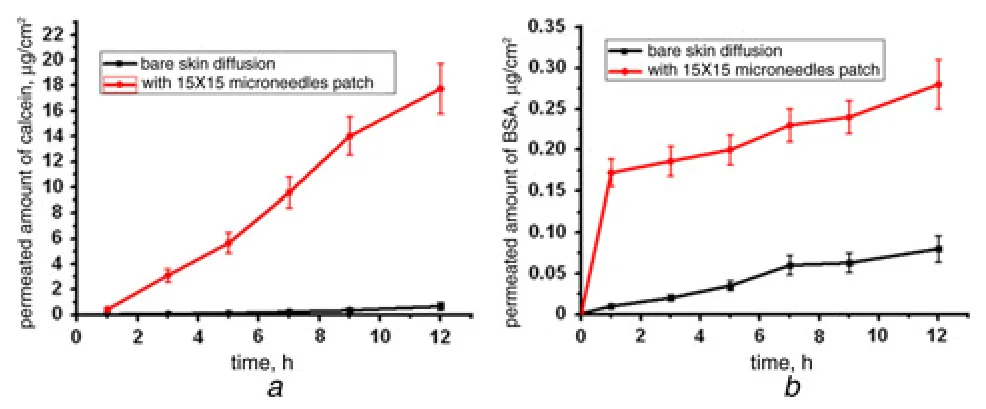 permeated amount of calcein, μg/cm²
22
20
18
16
14
12
10
8
6
4
2
0
bare skin diffusion
with 15X15 microneedles patch
0 2 4 6 8 10 12
time, h
a
permeated amount of BSA, μg/cm²
0.35
0.30
0.25
0.20
0.15
0.10
0.05
0
bare skin diffusion
with 15X15 microneedles patch
0 2 4 6 8 10 12
time, h
b